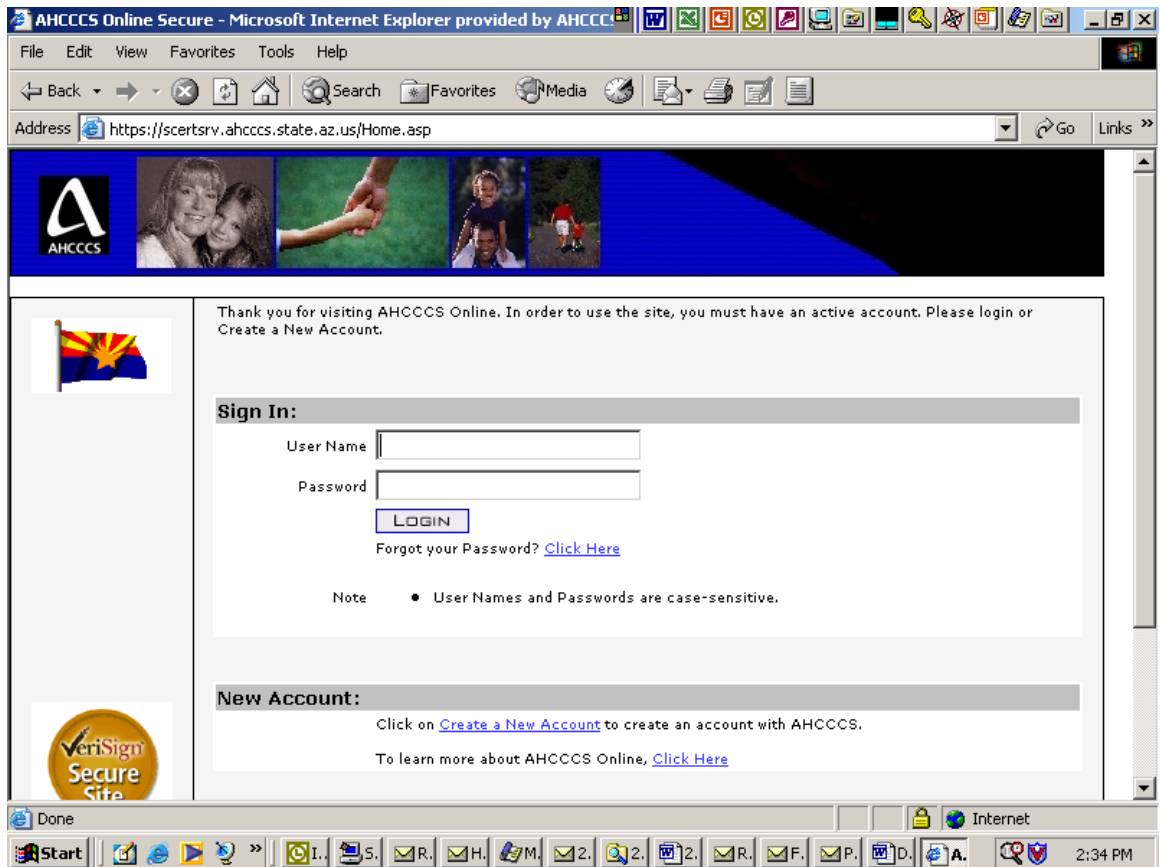 AHCCCS Online Secure - Microsoft Internet Explorer provided by AHCCCS
File Edit View Favorites Tools Help
Back Search Favorites Media
Address https://scertsrv.ahcccs.state.az.us/Home.asp Go Links »
AHCCCS
Thank you for visiting AHCCCS Online. In order to use the site, you must have an active account. Please login or
Create a New Account.
Sign In:
User Name
Password
LOGIN
Forgot your Password? Click Here
Note • User Names and Passwords are case-sensitive.
New Account:
Click on Create a New Account to create an account with AHCCCS.
To learn more about AHCCCS Online, Click Here
VeriSign
Secure
Site
Done Internet
Start » I. S. R. H. M. 2. 2. 2. R. F. P. D. A. 2:34 PM